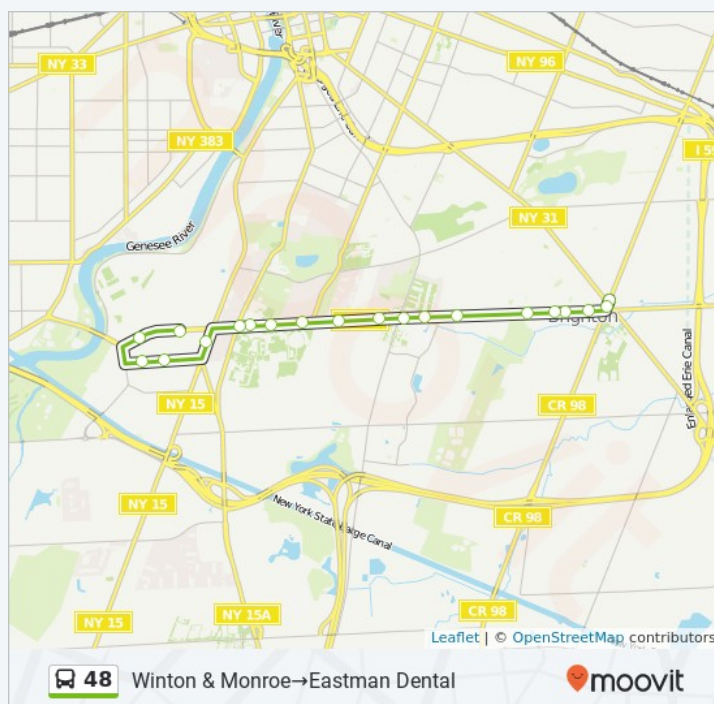 NY 33
NY 96
River
NY 383
I 59
NY 31
Genesee River
Brighton
NY 15
CR 98
Enlarged Erie Canal
NY 15
CR 98
New York State Barge Canal
NY 15
NY 15A
CR 98
Leaflet | © OpenStreetMap contributors
48 Winton & Monroe→Eastman Dental
moovit